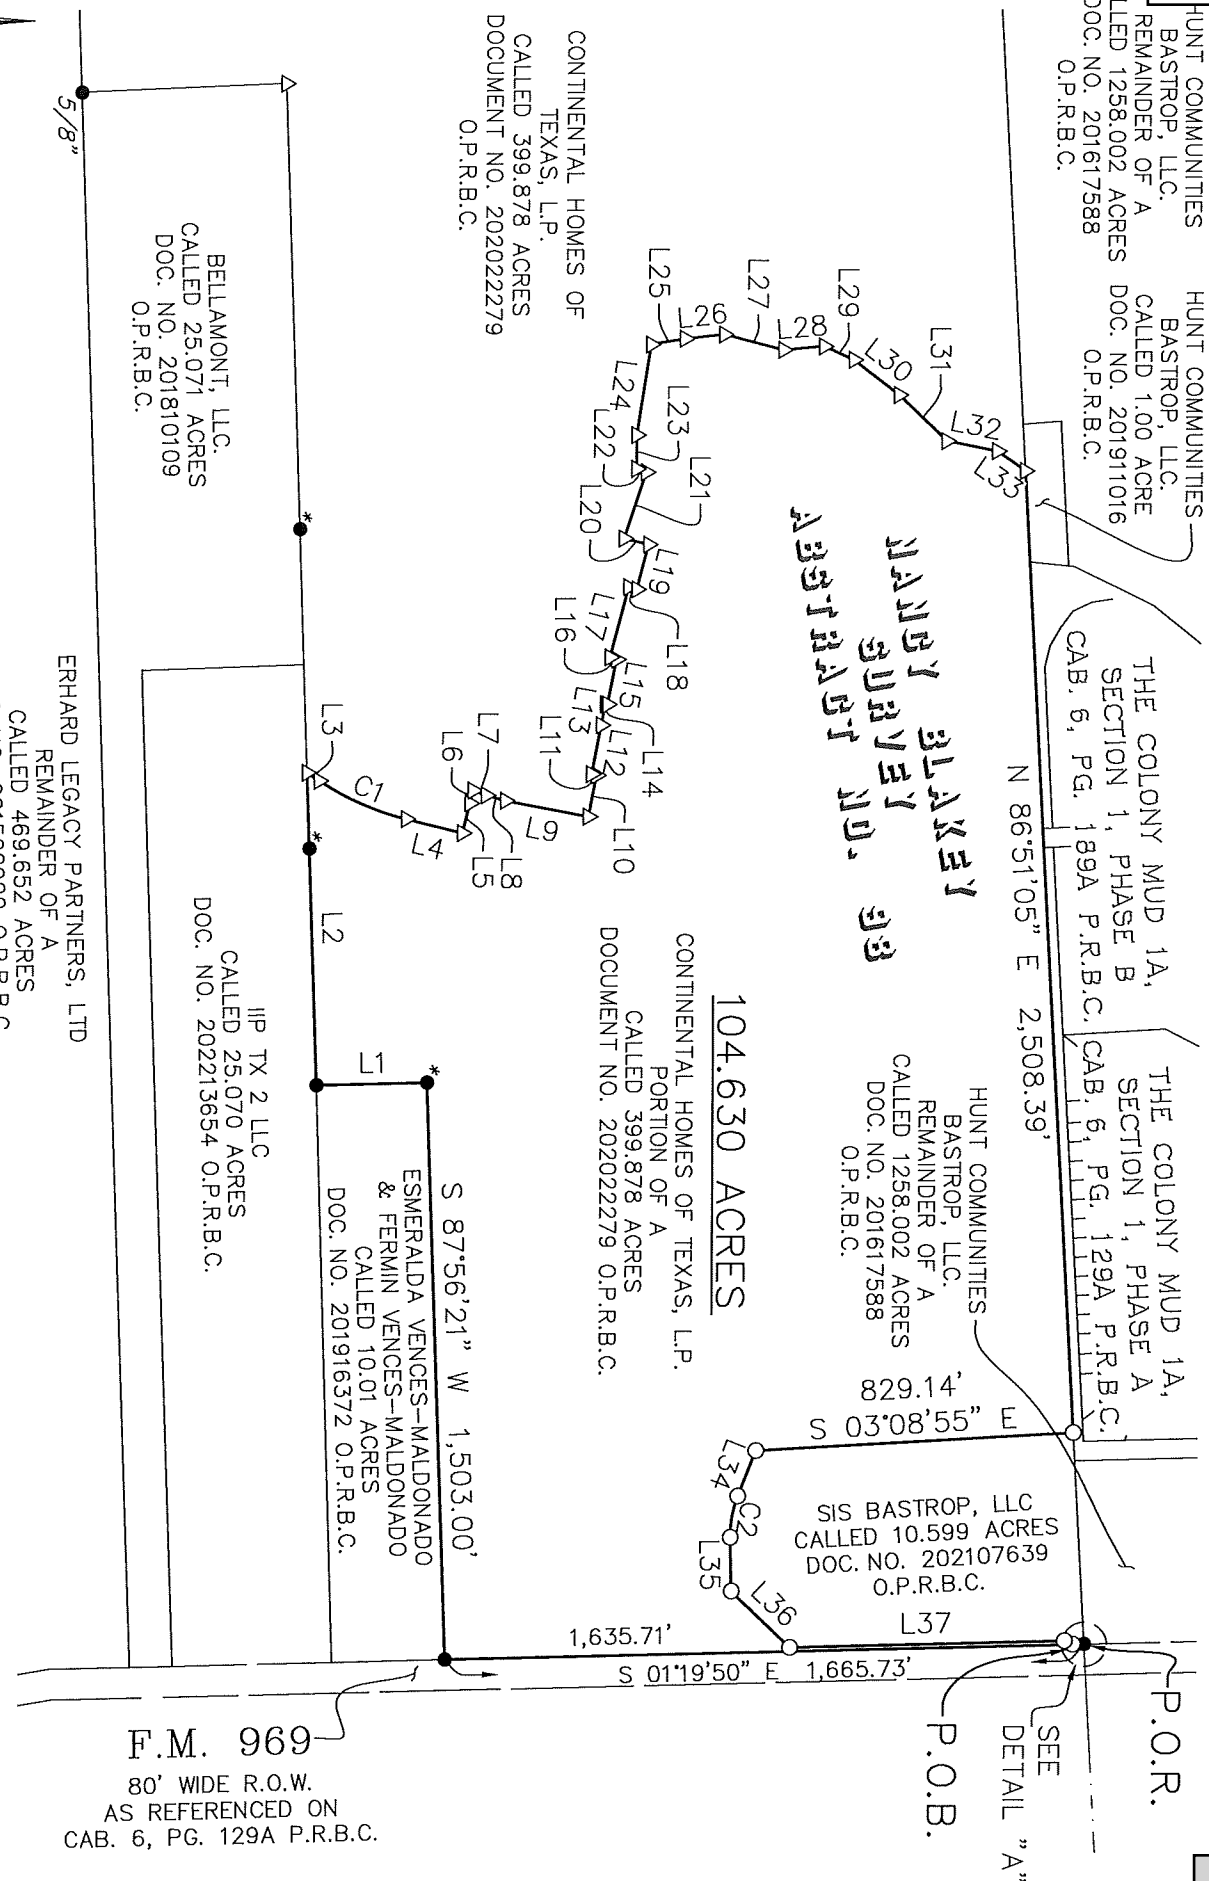 HUNT COMMUNITIES
BASTROP, LLC.
REMAINDER OF A
LLED 1258.002 ACRES
DOC. NO. 201617588
O.P.R.B.C.
HUNT COMMUNITIES
BASTROP, LLC.
CALLED 1.00 ACRE
DOC. NO. 201911016
O.P.R.B.C.
THE COLONY MUD 1A,
SECTION 1, PHASE B
CAB. 6, PG. 189A P.R.B.C.
THE COLONY MUD 1A,
SECTION 1, PHASE A
CAB. 6, PG. 129A P.R.B.C.
N 86°51'05" E 2,508.39'
CONTINENTAL HOMES OF
TEXAS, L.P.
CALLED 399.878 ACRES
DOCUMENT NO. 202022279
O.P.R.B.C.
NANCY BLAKEY
SURVEY
ABSTRACT NO. 98
HUNT COMMUNITIES
BASTROP, LLC.
REMAINDER OF A
CALLED 1258.002 ACRES
DOC. NO. 201617588
O.P.R.B.C.
104.630 ACRES
CONTINENTAL HOMES OF TEXAS, L.P.
PORTION OF A
CALLED 399.878 ACRES
DOCUMENT NO. 202022279 O.P.R.B.C.
829.14'
S 03°08'55" E
SIS BASTROP, LLC
CALLED 10.599 ACRES
DOC. NO. 202107639
O.P.R.B.C.
L33
L32
L31
L30
L29
L28
L27
L26
L25
L24
L23
L22
L21
L20
L19
L18
L17
L16
L15
L14
L13
L12
L11
L10
L9
L8
L7
L6
L5
L4
C1
L3
L2
L1
*
*
*
L34
C2
L35
L36
L37
1,635.71'
S 01°19'50" E 1,665.73'
P.O.R.
SEE
DETAIL "A"
P.O.B.
S 87°56'21" W 1,503.00'
ESMERALDA VENCES-MALDONADO
& FERMIN VENCES-MALDONADO
CALLED 10.01 ACRES
DOC. NO. 201916372 O.P.R.B.C.
BELLAMONT, LLC.
CALLED 25.071 ACRES
DOC. NO. 201810109
O.P.R.B.C.
IIP TX 2 LLC
CALLED 25.070 ACRES
DOC. NO. 202213654 O.P.R.B.C.
5/8"
ERHARD LEGACY PARTNERS, LTD
REMAINDER OF A
CALLED 469.652 ACRES
O.P.R.B.C.
F.M. 969
80' WIDE R.O.W.
AS REFERENCED ON
CAB. 6, PG. 129A P.R.B.C.